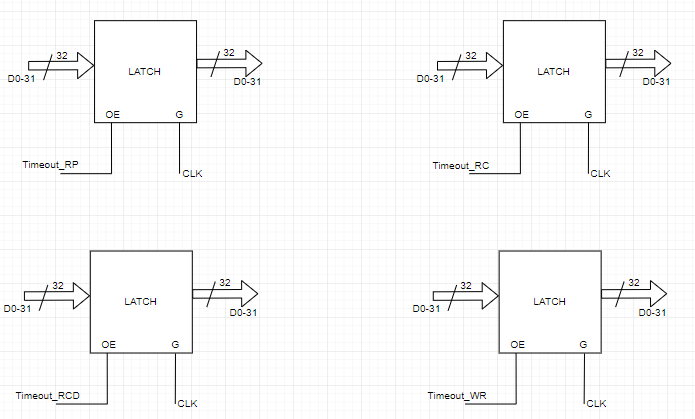 32 32 32 32
D0-31 LATCH D0-31 D0-31 LATCH D0-31
OE G OE G
Timeout_RP CLK Timeout_RC CLK
32 32 32 32
D0-31 LATCH D0-31 D0-31 LATCH D0-31
OE G OE G
Timeout_RCD CLK Timeout_WR CLK